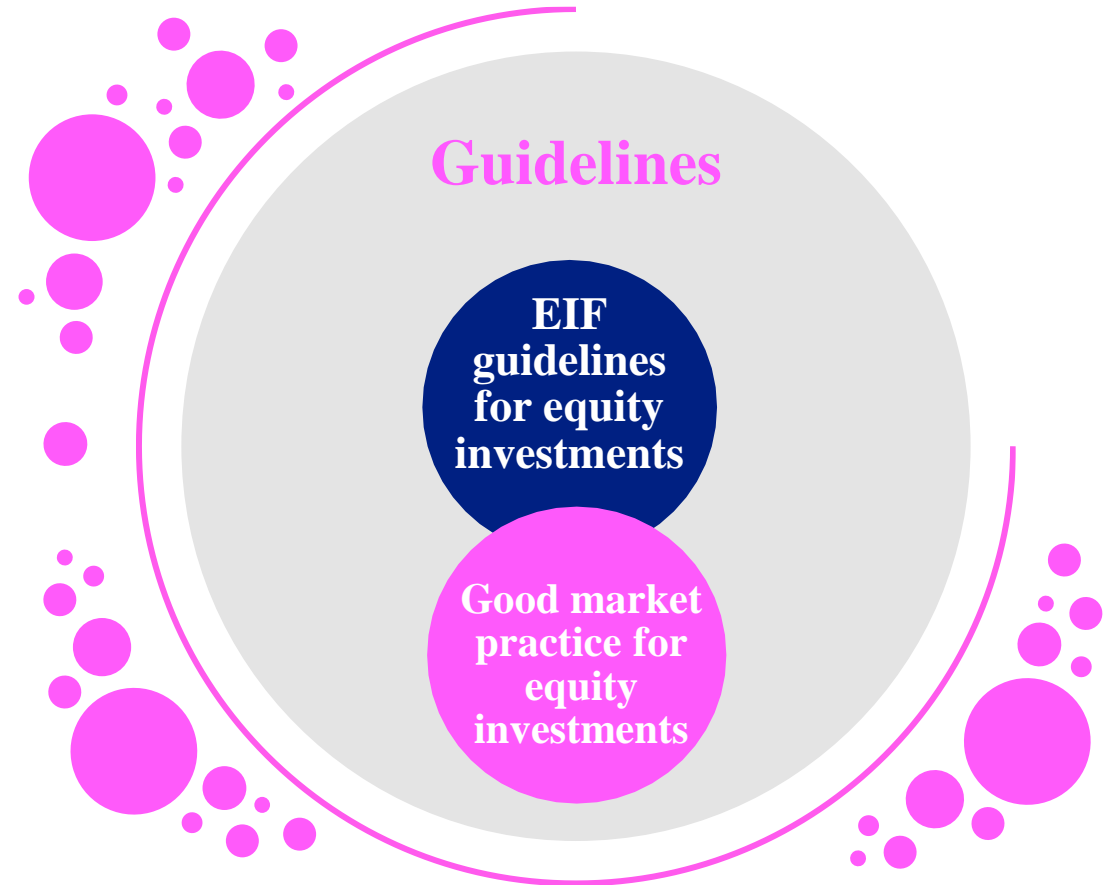 Guidelines
EIF
guidelines
for equity
investments
Good market
practice for
equity
investments